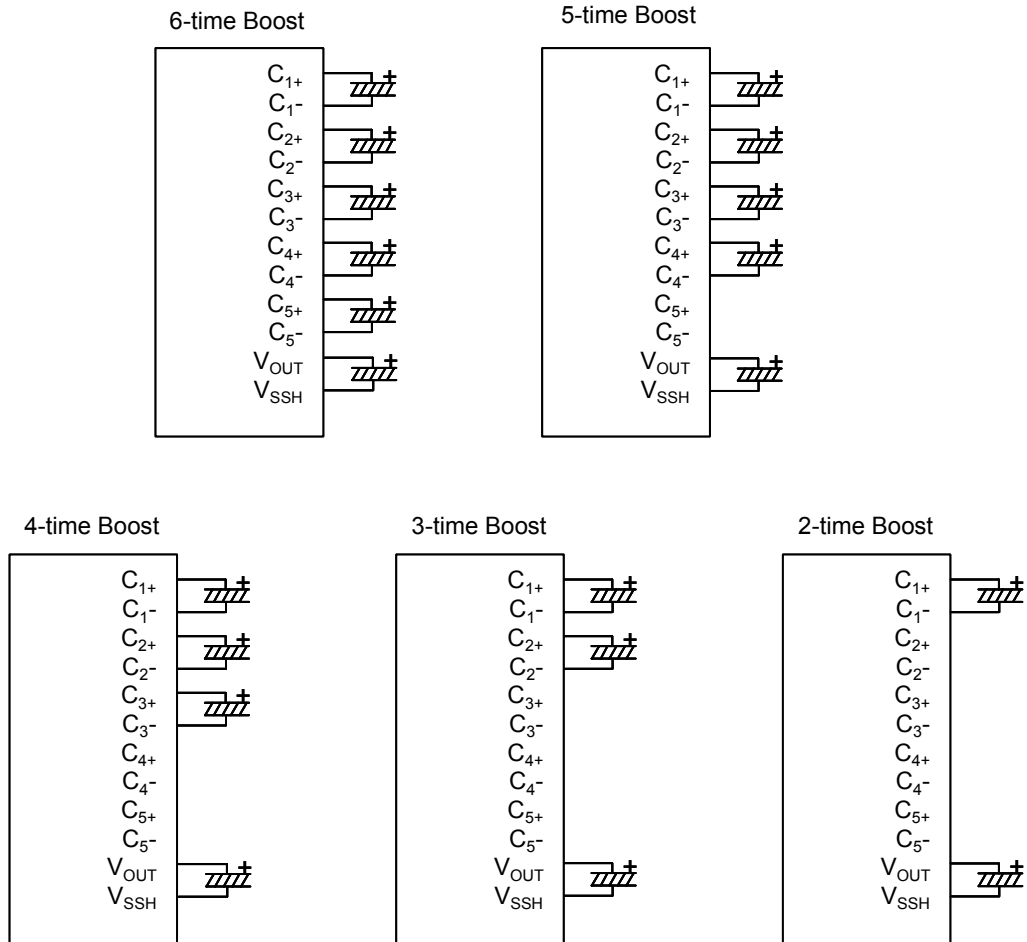 6-time Boost
C1+
C1-
C2+
C2-
C3+
C3-
C4+
C4-
C5+
C5-
VOUT
VSSH
+
+
+
+
+
+
5-time Boost
C1+
C1-
C2+
C2-
C3+
C3-
C4+
C4-
C5+
C5-
VOUT
VSSH
+
+
+
+
+
4-time Boost
C1+
C1-
C2+
C2-
C3+
C3-
C4+
C4-
C5+
C5-
VOUT
VSSH
+
+
+
+
3-time Boost
C1+
C1-
C2+
C2-
C3+
C3-
C4+
C4-
C5+
C5-
VOUT
VSSH
+
+
+
2-time Boost
C1+
C1-
C2+
C2-
C3+
C3-
C4+
C4-
C5+
C5-
VOUT
VSSH
+
+